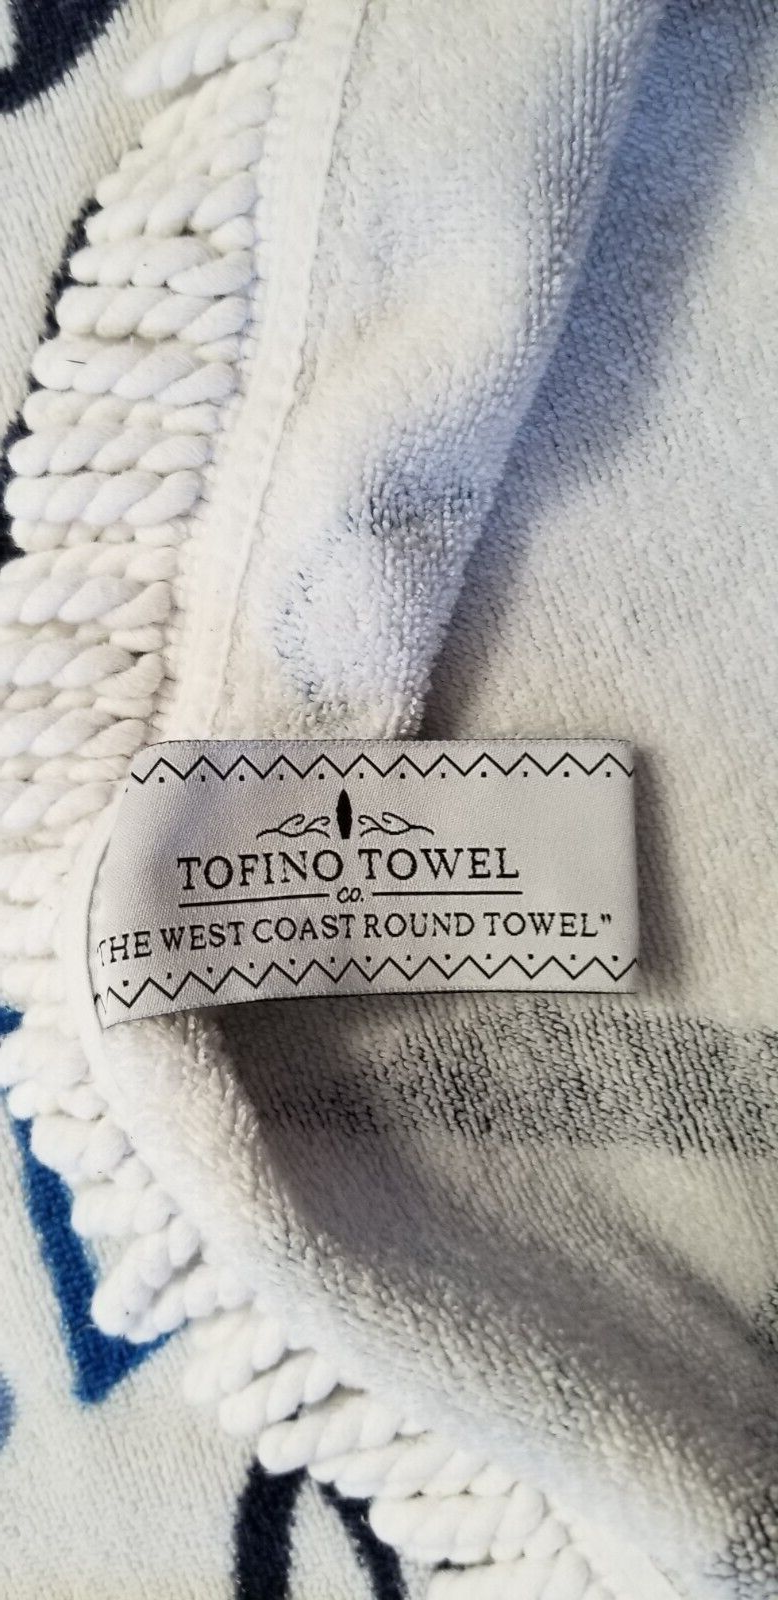 TOFINO TOWEL
CO.
THE WEST COAST ROUND TOWEL"